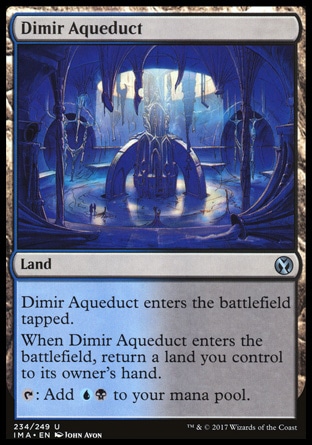 Dimir Aqueduct
Land
Dimir Aqueduct enters the battlefield
tapped.
When Dimir Aqueduct enters the
battlefield, return a land you control
to its owner's hand.
: Add to your mana pool.
234/249 U
IMA • EN John Avon
™ & © 2017 Wizards of the Coast